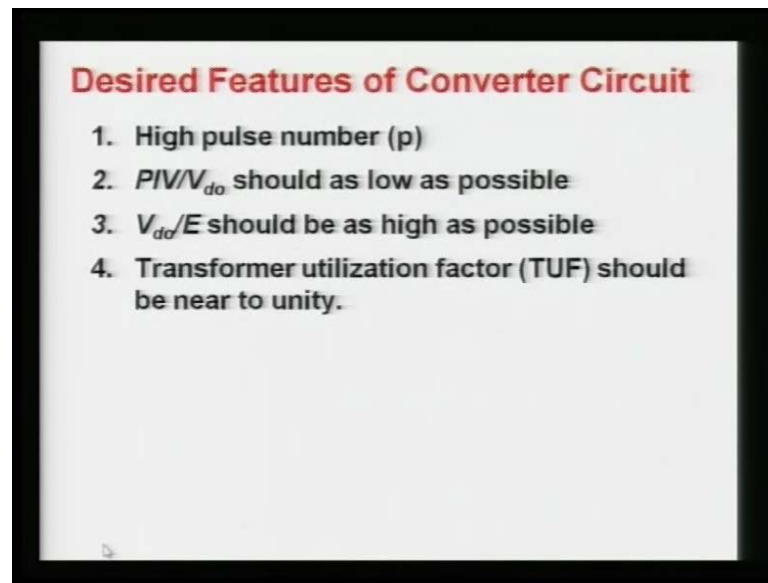 Desired Features of Converter Circuit
1. High pulse number (p)
2. PIV/Vdo should as low as possible
3. Vdo/E should be as high as possible
4. Transformer utilization factor (TUF) should
be near to unity.